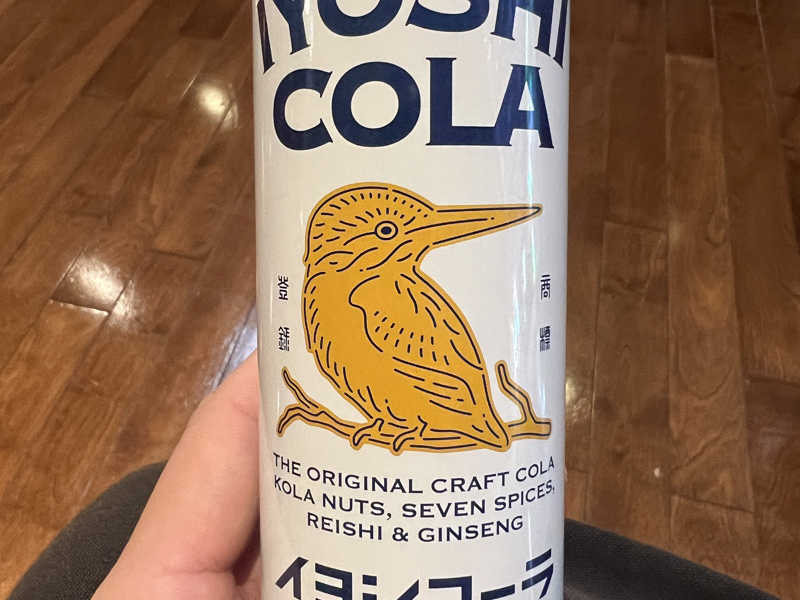 IYOSHI
COLA
登 商
録 標
THE ORIGINAL CRAFT COLA
KOLA NUTS, SEVEN SPICES,
REISHI & GINSENG
イヨシコーラ